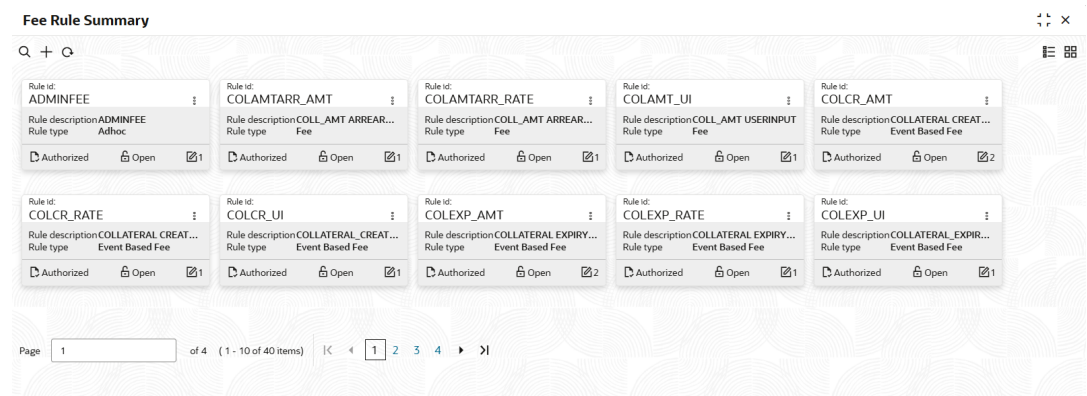 Fee Rule Summary
Rule id:
ADMINFEE
Rule description ADMINFEE
Rule type Adhoc
Authorized Open 1
Rule id:
COLAMTARR_AMT
Rule description COLL_AMT ARREAR...
Rule type Fee
Authorized Open 1
Rule id:
COLAMTARR_RATE
Rule description COLL_AMT ARREAR...
Rule type Fee
Authorized Open 1
Rule id:
COLAMT_UI
Rule description COLL_AMT USERINPUT
Rule type Fee
Authorized Open 1
Rule id:
COLCR_AMT
Rule description COLLATERAL CREAT...
Rule type Event Based Fee
Authorized Open 2
Rule id:
COLCR_RATE
Rule description COLLATERAL CREAT...
Rule type Event Based Fee
Authorized Open 1
Rule id:
COLCR_UI
Rule description COLLATERAL_CREAT...
Rule type Event Based Fee
Authorized Open 1
Rule id:
COLEXP_AMT
Rule description COLLATERAL EXPIRY...
Rule type Event Based Fee
Authorized Open 2
Rule id:
COLEXP_RATE
Rule description COLLATERAL EXPIRY...
Rule type Event Based Fee
Authorized Open 1
Rule id:
COLEXP_UI
Rule description COLLATERAL_EXPIR...
Rule type Event Based Fee
Authorized Open 1
Page 1 of 4 (1 - 10 of 40 items) 1 2 3 4